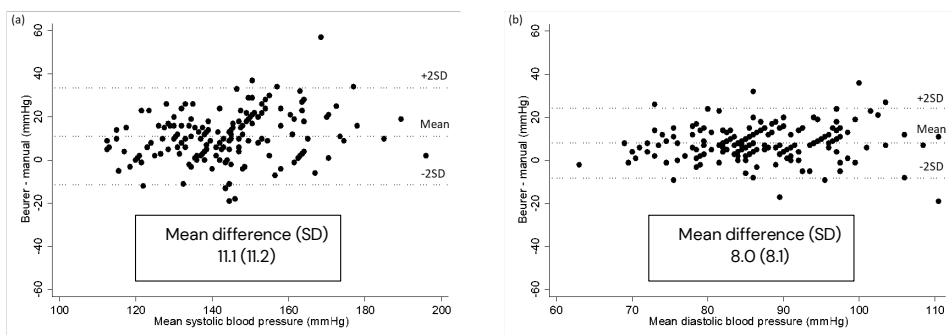 (a)
60
40
20
0
-20
-40
-60
Beurer - manual (mmHg)
+2SD
Mean
-2SD
Mean difference (SD)
11.1 (11.2)
100
120
140
160
180
200
Mean systolic blood pressure (mmHg)
(b)
60
40
20
0
-20
-40
-60
Beurer - manual (mmHg)
+2SD
Mean
-2SD
Mean difference (SD)
8.0 (8.1)
60
70
80
90
100
110
Mean diastolic blood pressure (mmHg)